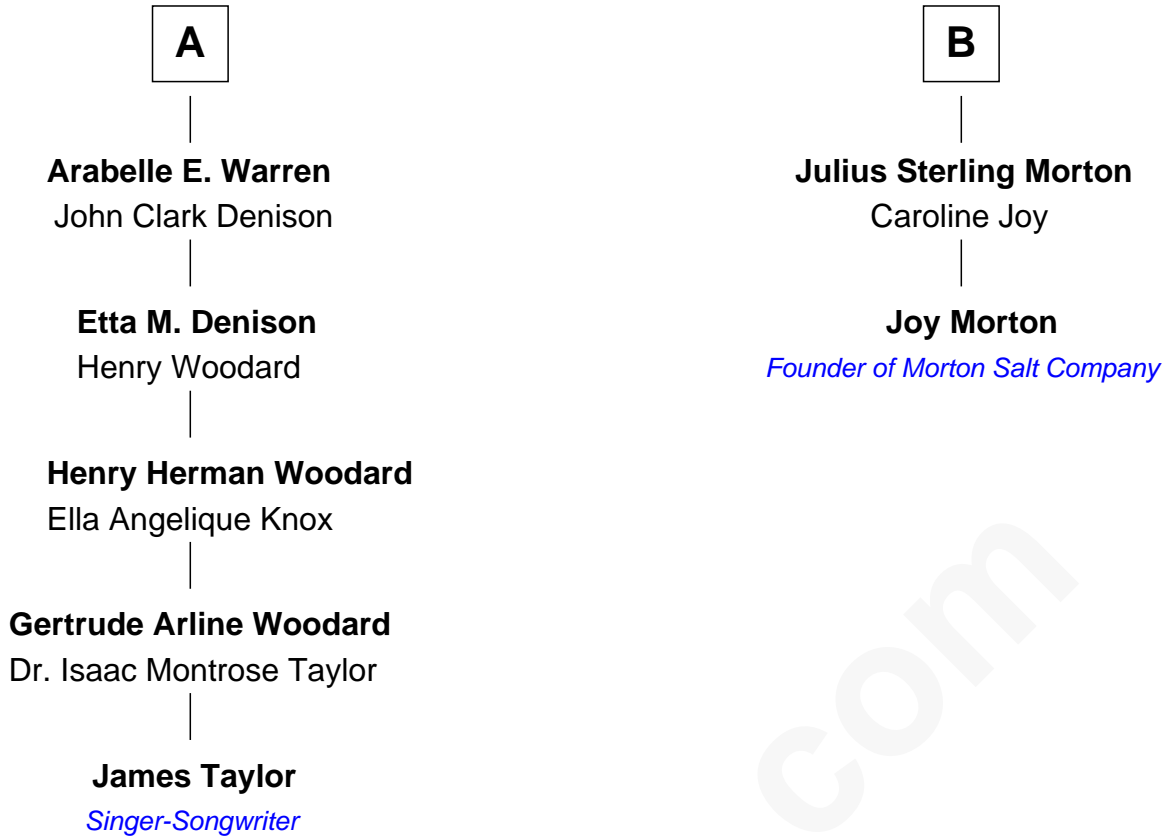 A
Arabelle E. Warren
John Clark Denison
Etta M. Denison
Henry Woodard
Henry Herman Woodard
Ella Angelique Knox
Gertrude Arline Woodard
Dr. Isaac Montrose Taylor
James Taylor
Singer-Songwriter
B
Julius Sterling Morton
Caroline Joy
Joy Morton
Founder of Morton Salt Company
com